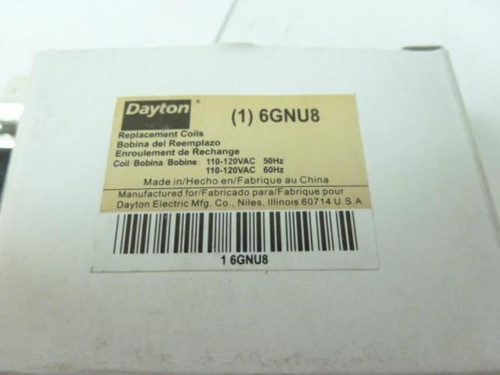 Dayton (1) 6GNU8
Replacement Coils
Bobina del Reemplazo
Enroulement de Rechange
Coil Bobina Bobine: 110-120VAC 50Hz
110-120VAC 60Hz
Made in/Hecho en/Fabrique au China
Manufactured for/Fabricado para/Fabrique pour
Dayton Electric Mfg. Co., Niles, Illinois 60714 U.S.A
1 6GNU8